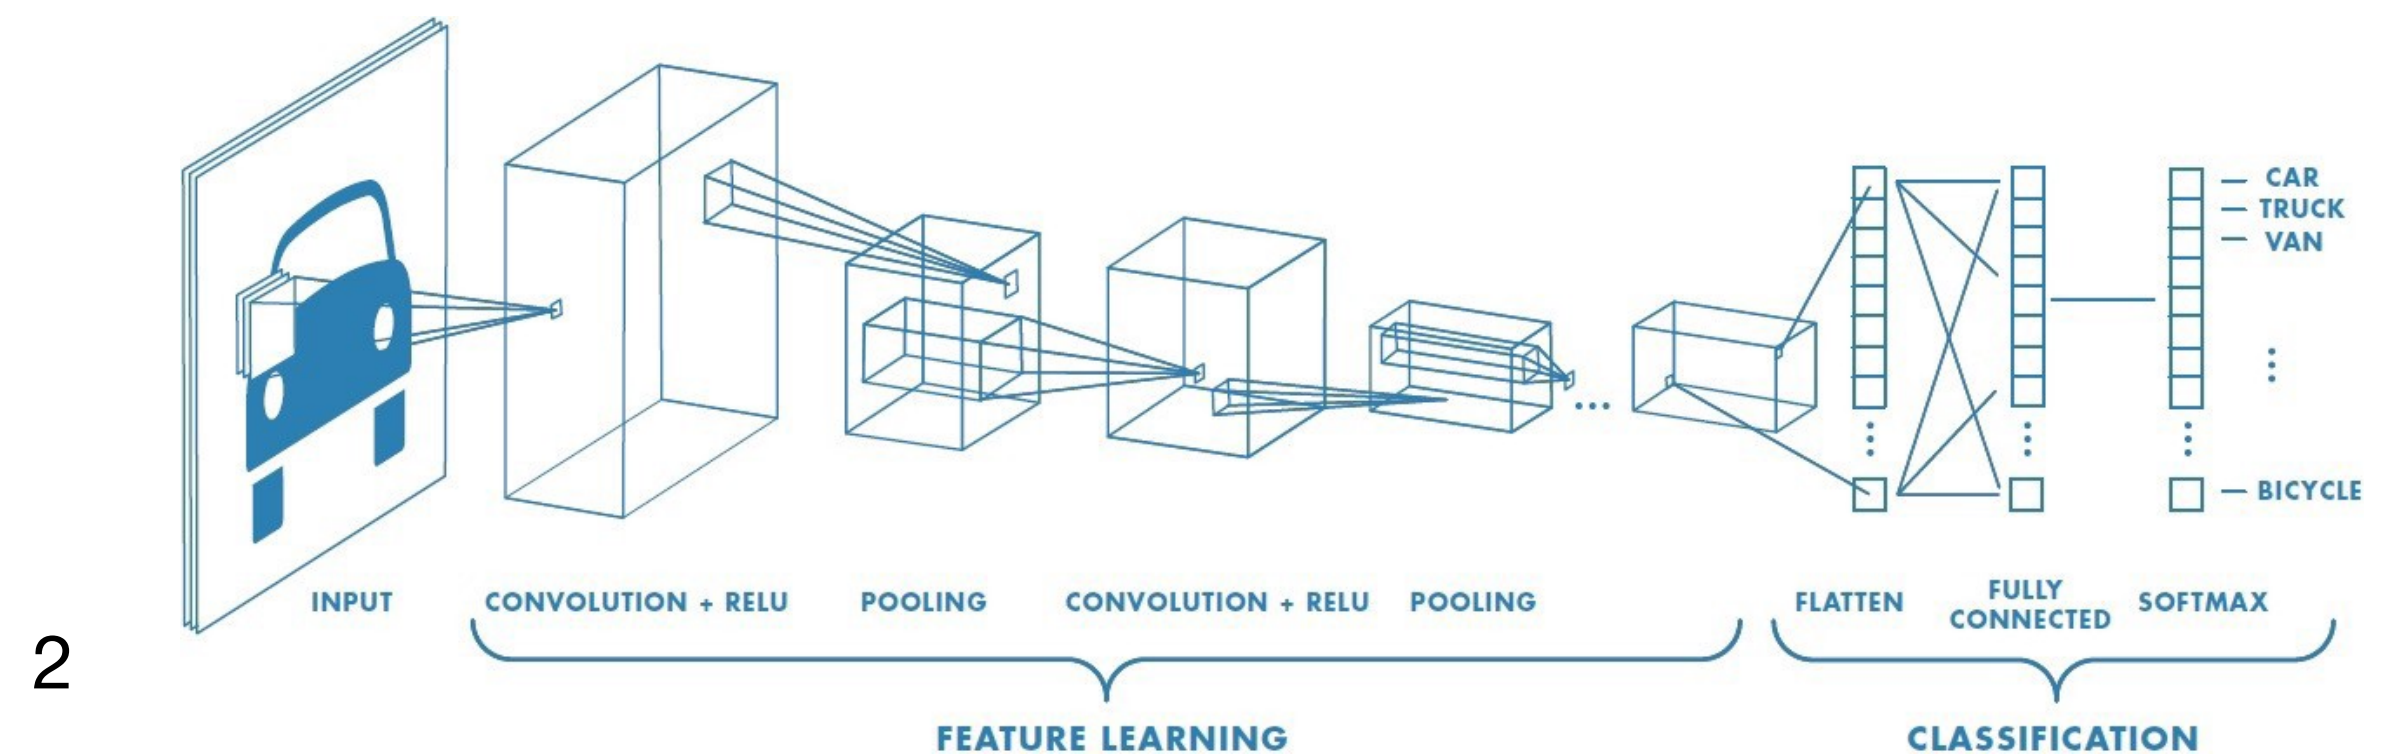 CAR
TRUCK
VAN
BICYCLE
INPUT
CONVOLUTION + RELU
POOLING
CONVOLUTION + RELU
POOLING
FLATTEN
FULLY
CONNECTED
SOFTMAX
2
FEATURE LEARNING
CLASSIFICATION